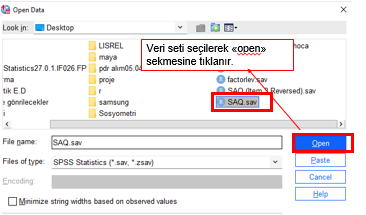 Open Data
Look in:
Desktop
LISREL
maya
Statistics27.0.1.IF026.FP
pdr alim05.04
rma
proje
factorlev.sav
tik E.D
r
SAQ (Item 3 Reversed).sav
e gönrilecekler
samsung
SAQ.sav
Sosyometri
Veri seti seçilerek «open»
sekmesine tıklanır.
File name:
SAQ.sav
Open
Files of type:
SPSS Statistics (*.sav, *.zsav)
Paste
Encoding:
Cancel
Minimize string widths based on observed values
Help